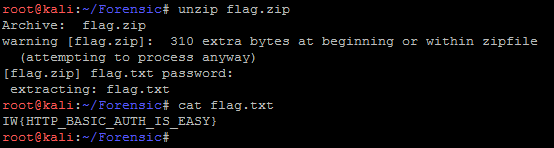 root@kali:~/Forensic# unzip flag.zip
Archive:  flag.zip
warning [flag.zip]:  310 extra bytes at beginning or within zipfile
  (attempting to process anyway)
[flag.zip] flag.txt password:
 extracting: flag.txt
root@kali:~/Forensic# cat flag.txt
IW{HTTP_BASIC_AUTH_IS_EASY}
root@kali:~/Forensic#